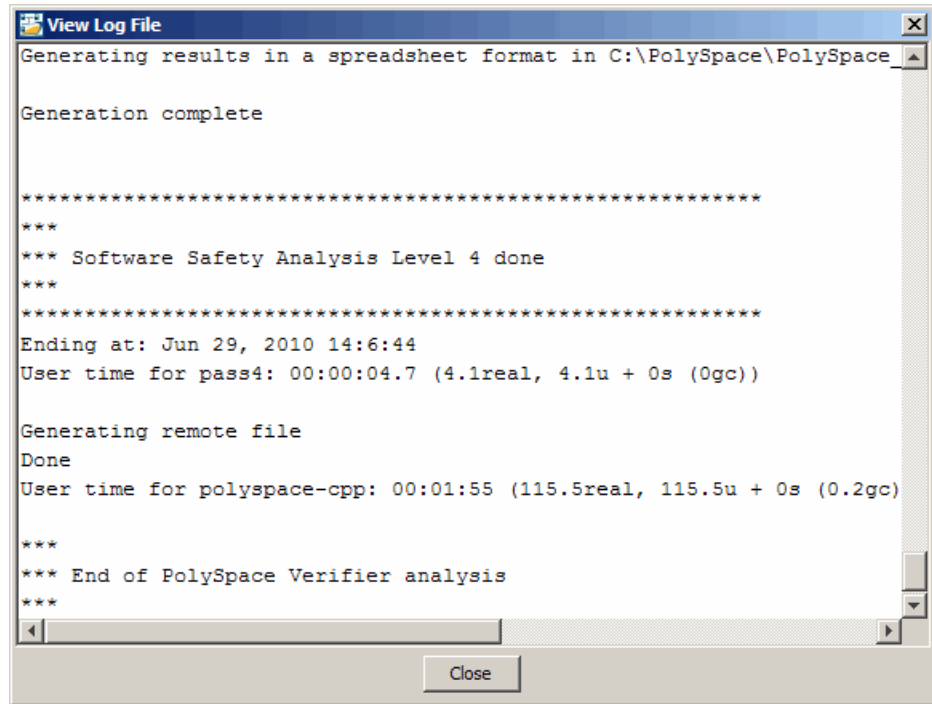 View Log File
Generating results in a spreadsheet format in C:\PolySpace\PolySpace_
Generation complete
**********************************************************
***
*** Software Safety Analysis Level 4 done
***
**********************************************************
Ending at: Jun 29, 2010 14:6:44
User time for pass4: 00:00:04.7 (4.1real, 4.1u + 0s (0gc))
Generating remote file
Done
User time for polyspace-cpp: 00:01:55 (115.5real, 115.5u + 0s (0.2gc)
***
*** End of PolySpace Verifier analysis
***
Close